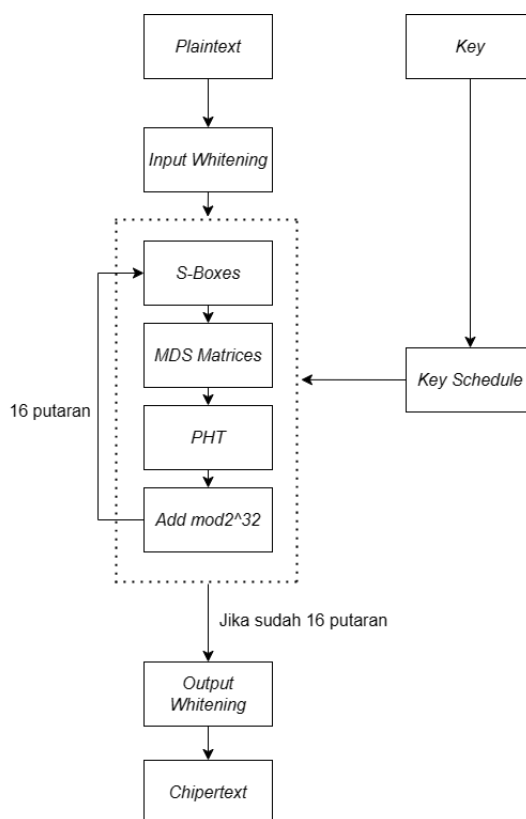 Plaintext
Key
Input Whitening
S-Boxes
MDS Matrices
Key Schedule
16 putaran
PHT
Add mod2^32
Jika sudah 16 putaran
Output
Whitening
Chipertext